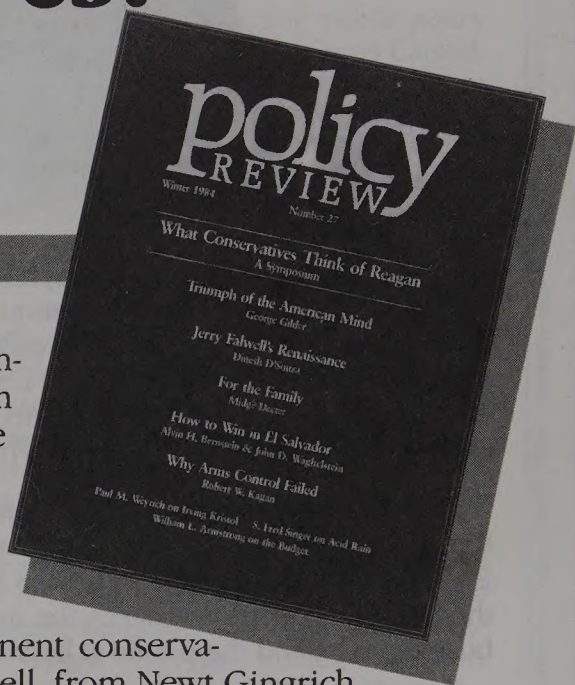 policy
REVIEW
Winter 1984
Number 27
What Conservatives Think of Reagan
A Symposium
Triumph of the American Mind
George Gilder
Jerry Falwell's Renaissance
Dinesh D'Souza
For the Family
Midge Decter
How to Win in El Salvador
Alvin H. Bernstein & John D. Waghelstein
Why Arms Control Failed
Robert W. Kagan
Paul M. Weyrich on Irving Kristol S. Fred Singer on Acid Rain
William L. Armstrong on the Budget
n-
n
e
nent conserva-
ell, from Newt Gingrich